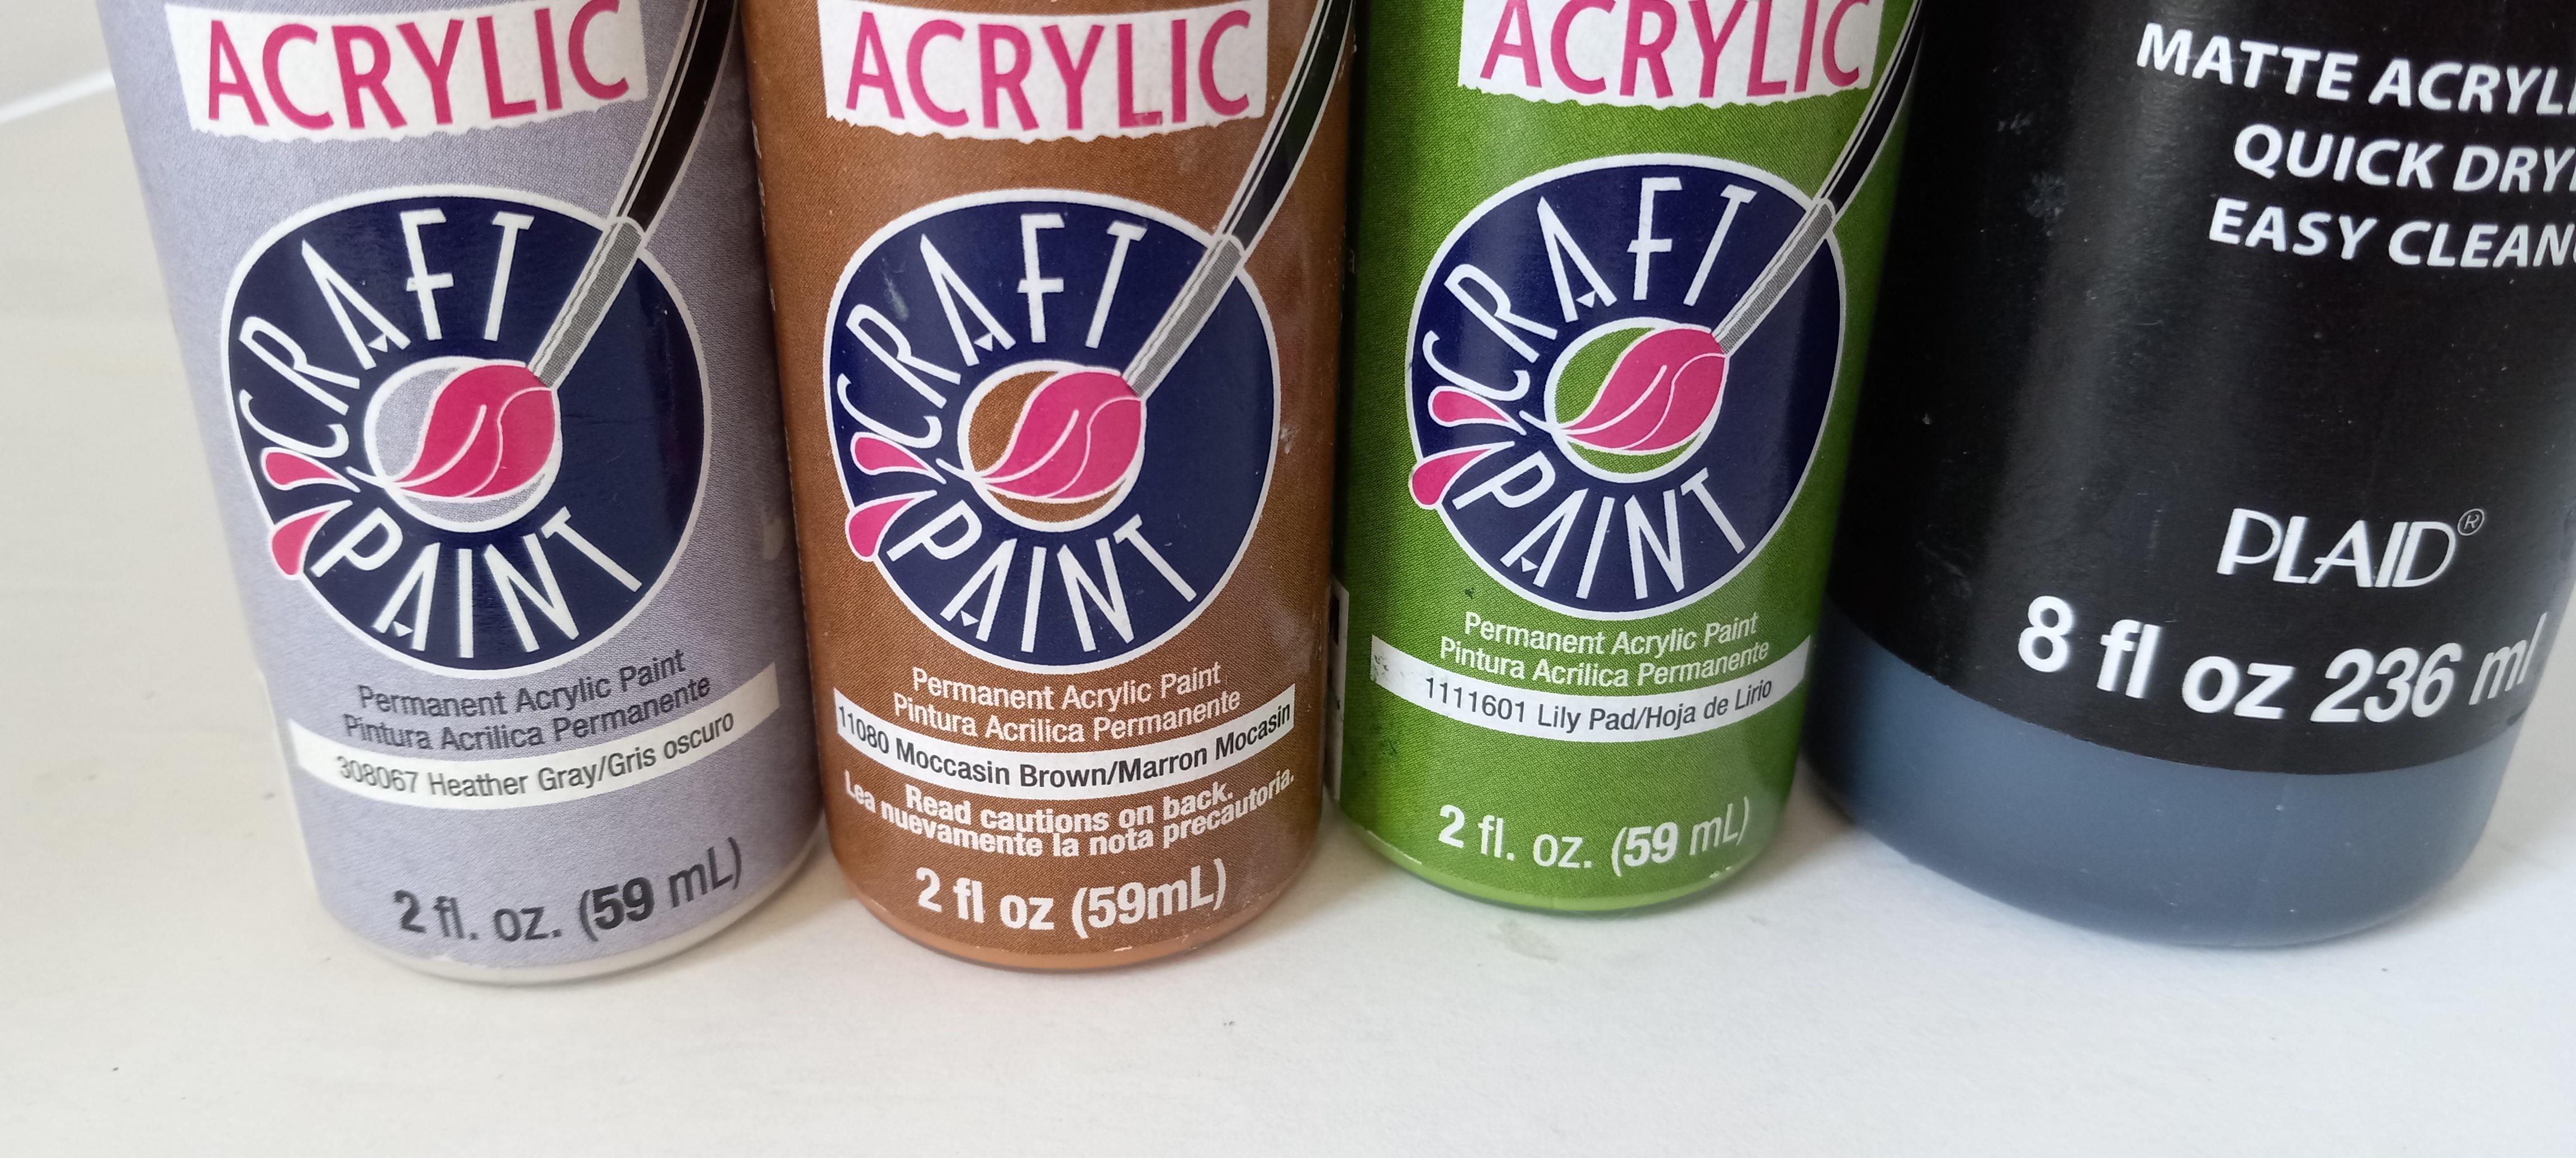 ACRYLIC
CRAFT
PAINT
Permanent Acrylic Paint
Pintura Acrilica Permanente
308067 Heather Gray/Gris oscuro
2 fl. oz. (59 mL)
ACRYLIC
CRAFT
PAINT
Permanent Acrylic Paint
Pintura Acrilica Permanente
11080 Moccasin Brown/Marron Mocasin
Read cautions on back.
Lea nuevamente la nota precautoria.
2 fl oz (59mL)
ACRYLIC
CRAFT
PAINT
Permanent Acrylic Paint
Pintura Acrilica Permanente
1111601 Lily Pad/Hoja de Lirio
2 fl. oz. (59 mL)
MATTE ACRYLI
QUICK DRY
EASY CLEAN
PLAID®
8 fl oz 236 ml